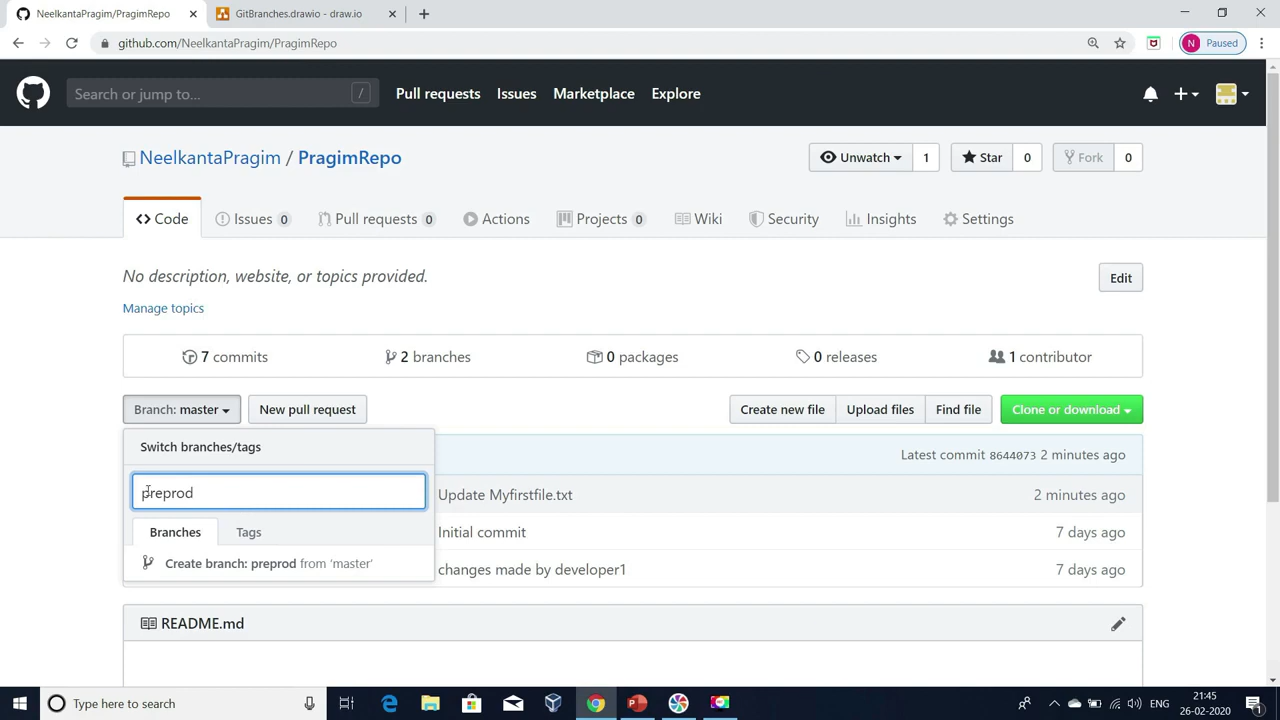 NeelkantaPragim/PragimRepo
GitBranches.drawio - draw.io
github.com/NeelkantaPragim/PragimRepo
N Paused
Search or jump to... /
Pull requests Issues Marketplace Explore
NeelkantaPragim / PragimRepo
Unwatch 1 Star 0 Fork 0
Code Issues 0 Pull requests 0 Actions Projects 0 Wiki Security Insights Settings
No description, website, or topics provided. Edit
Manage topics
7 commits 2 branches 0 packages 0 releases 1 contributor
Branch: master New pull request Create new file Upload files Find file Clone or download
Switch branches/tags
Latest commit 8644073 2 minutes ago
preprod
Update Myfirstfile.txt 2 minutes ago
Branches Tags
Initial commit 7 days ago
Create branch: preprod from 'master'
changes made by developer1 7 days ago
README.md
Type here to search
ENG
21:45
26-02-2020
1